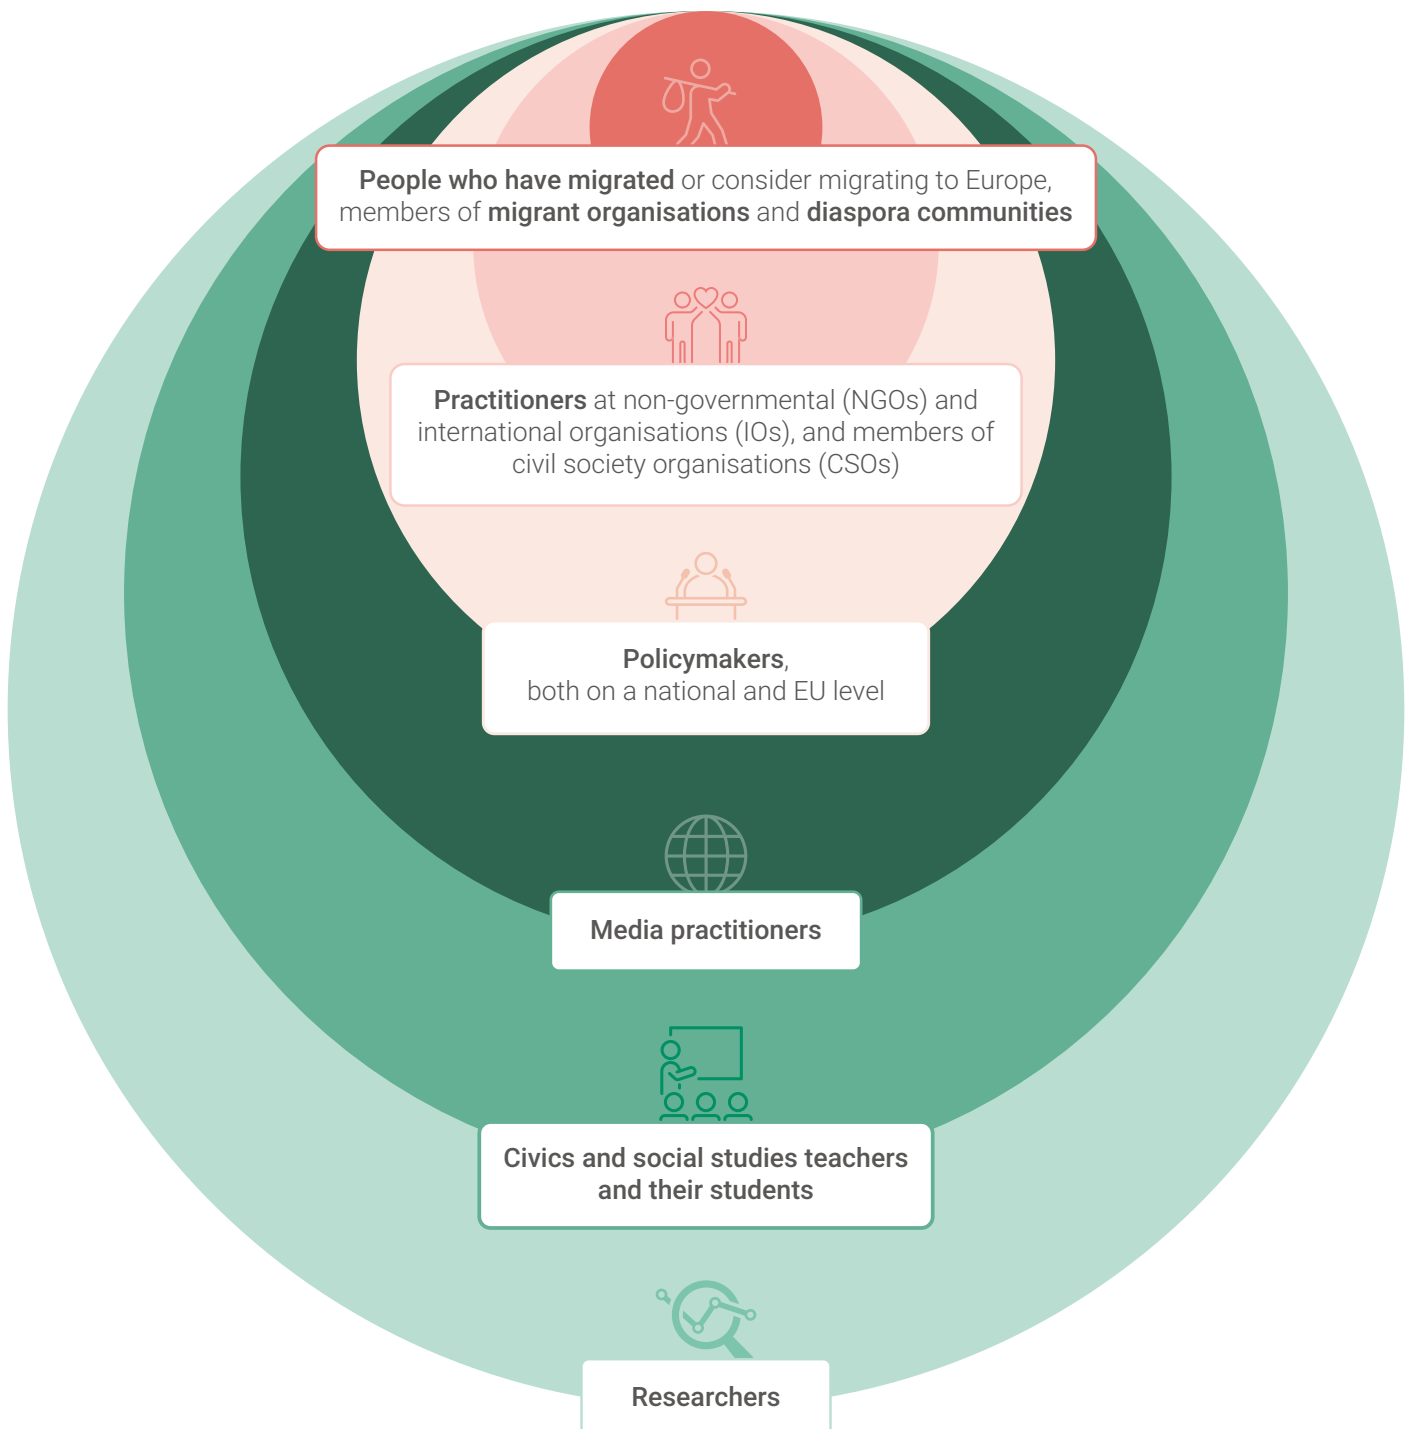 People who have migrated or consider migrating to Europe,
members of migrant organisations and diaspora communities
Practitioners at non-governmental (NGOs) and
international organisations (IOs), and members of
civil society organisations (CSOs)
Policymakers,
both on a national and EU level
Media practitioners
Civics and social studies teachers
and their students
Researchers